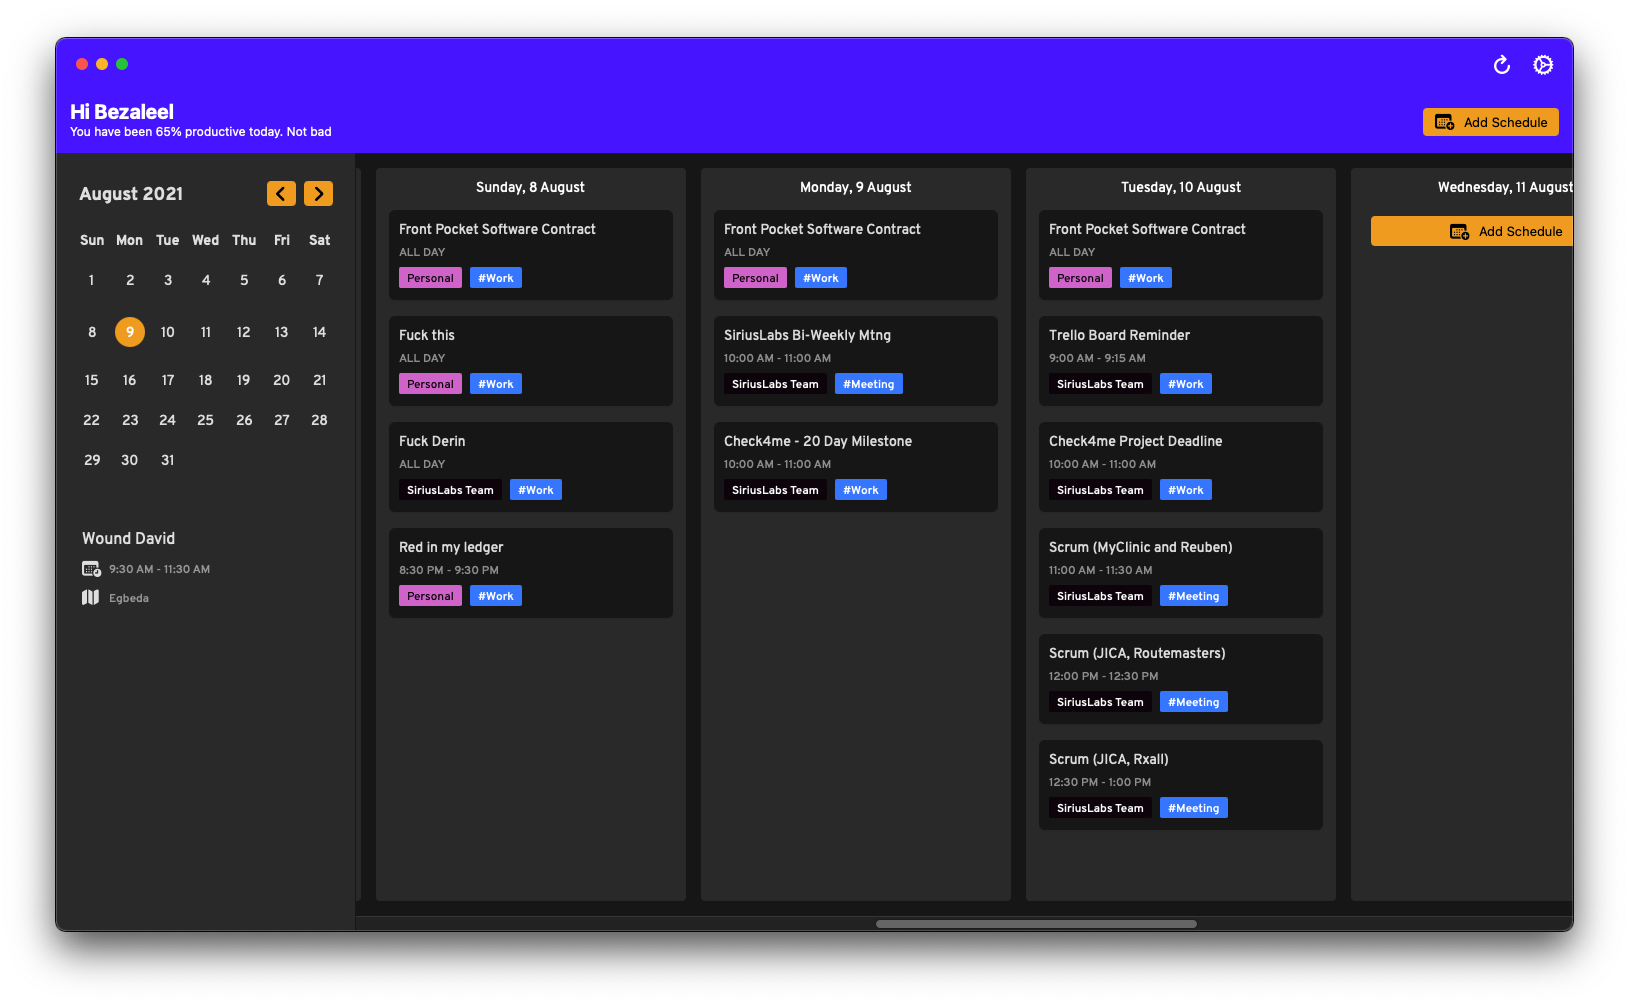 Hi Bezaleel
You have been 65% productive today. Not bad
Add Schedule
August 2021
Sun Mon Tue Wed Thu Fri Sat
1 2 3 4 5 6 7
8 9 10 11 12 13 14
15 16 17 18 19 20 21
22 23 24 25 26 27 28
29 30 31
Wound David
9:30 AM - 11:30 AM
Egbeda
Sunday, 8 August
Front Pocket Software Contract
ALL DAY
Personal #Work
Fuck this
ALL DAY
Personal #Work
Fuck Derin
ALL DAY
SiriusLabs Team #Work
Red in my ledger
8:30 PM - 9:30 PM
Personal #Work
Monday, 9 August
Front Pocket Software Contract
ALL DAY
Personal #Work
SiriusLabs Bi-Weekly Mtng
10:00 AM - 11:00 AM
SiriusLabs Team #Meeting
Check4me - 20 Day Milestone
10:00 AM - 11:00 AM
SiriusLabs Team #Work
Tuesday, 10 August
Front Pocket Software Contract
ALL DAY
Personal #Work
Trello Board Reminder
9:00 AM - 9:15 AM
SiriusLabs Team #Work
Check4me Project Deadline
10:00 AM - 11:00 AM
SiriusLabs Team #Work
Scrum (MyClinic and Reuben)
11:00 AM - 11:30 AM
SiriusLabs Team #Meeting
Scrum (JICA, Routemasters)
12:00 PM - 12:30 PM
SiriusLabs Team #Meeting
Scrum (JICA, Rxall)
12:30 PM - 1:00 PM
SiriusLabs Team #Meeting
Wednesday, 11 August
Add Schedule